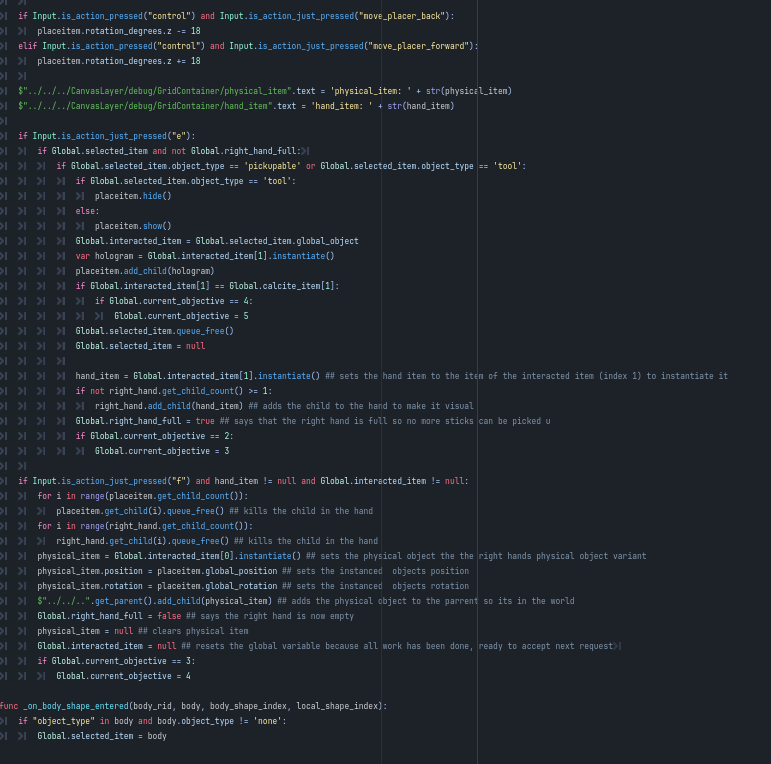 if Input.is_action_pressed("control") and Input.is_action_just_pressed("move_placer_back"):
placeitem.rotation_degrees.z -= 18
elif Input.is_action_pressed("control") and Input.is_action_just_pressed("move_placer_forward"):
placeitem.rotation_degrees.z += 18
$"../../../CanvasLayer/debug/GridContainer/physical_item".text = 'physical_item: ' + str(physical_item)
$"../../../CanvasLayer/debug/GridContainer/hand_item".text = 'hand_item: ' + str(hand_item)
if Input.is_action_just_pressed("e"):
if Global.selected_item and not Global.right_hand_full:
if Global.selected_item.object_type == 'pickupable' or Global.selected_item.object_type == 'tool':
if Global.selected_item.object_type == 'tool':
placeitem.hide()
else:
placeitem.show()
Global.interacted_item = Global.selected_item.global_object
var hologram = Global.interacted_item[1].instantiate()
placeitem.add_child(hologram)
if Global.interacted_item[1] == Global.calcite_item[1]:
if Global.current_objective == 4:
Global.current_objective = 5
Global.selected_item.queue_free()
Global.selected_item = null
hand_item = Global.interacted_item[1].instantiate() ## sets the hand item to the item of the interacted item (index 1) to instantiate it
if not right_hand.get_child_count() >= 1:
right_hand.add_child(hand_item) ## adds the child to the hand to make it visual
Global.right_hand_full = true ## says that the right hand is full so no more sticks can be picked u
if Global.current_objective == 2:
Global.current_objective = 3
if Input.is_action_just_pressed("f") and hand_item != null and Global.interacted_item != null:
for i in range(placeitem.get_child_count()):
placeitem.get_child(i).queue_free() ## kills the child in the hand
for i in range(right_hand.get_child_count()):
right_hand.get_child(i).queue_free() ## kills the child in the hand
physical_item = Global.interacted_item[0].instantiate() ## sets the physical object the the right hands physical object variant
physical_item.position = placeitem.global_position ## sets the instanced  objects position
physical_item.rotation = placeitem.global_rotation ## sets the instanced  objects rotation
$"../../..".get_parent().add_child(physical_item) ## adds the physical object to the parrent so its in the world
Global.right_hand_full = false ## says the right hand is now empty
physical_item = null ## clears physical item
Global.interacted_item = null ## resets the global variable because all work has been done, ready to accept next request
if Global.current_objective == 3:
Global.current_objective = 4
func _on_body_shape_entered(body_rid, body, body_shape_index, local_shape_index):
if "object_type" in body and body.object_type != 'none':
Global.selected_item = body